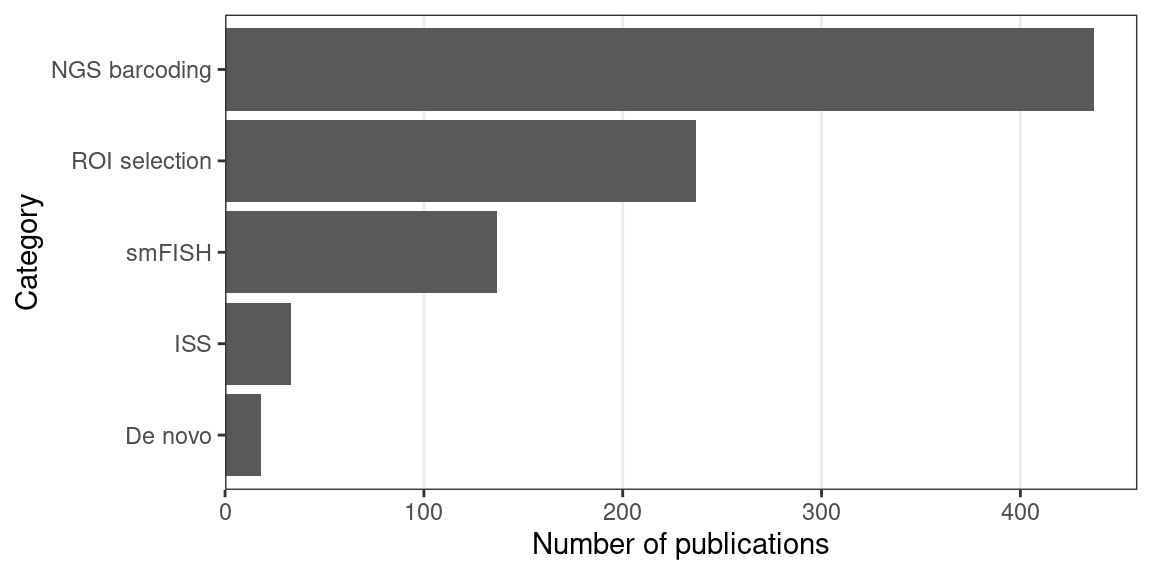 NGS barcoding
ROI selection
smFISH
ISS
De novo
Category
0 100 200 300 400
Number of publications